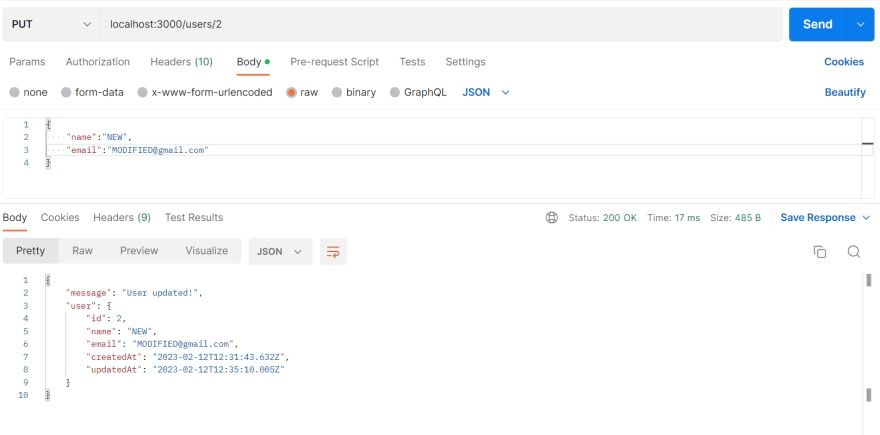 PUT localhost:3000/users/2 Send
Params Authorization Headers (10) Body Pre-request Script Tests Settings Cookies
none form-data x-www-form-urlencoded raw binary GraphQL JSON Beautify
1 {
2 "name":"NEW",
3 "email":"MODIFIED@gmail.com"
4 }
Body Cookies Headers (9) Test Results Status: 200 OK Time: 17 ms Size: 485 B Save Response
Pretty Raw Preview Visualize JSON
1 {
2 "message": "User updated!",
3 "user": {
4 "id": 2,
5 "name": "NEW",
6 "email": "MODIFIED@gmail.com",
7 "createdAt": "2023-02-12T12:31:43.632Z",
8 "updatedAt": "2023-02-12T12:35:10.005Z"
9 }
10 }